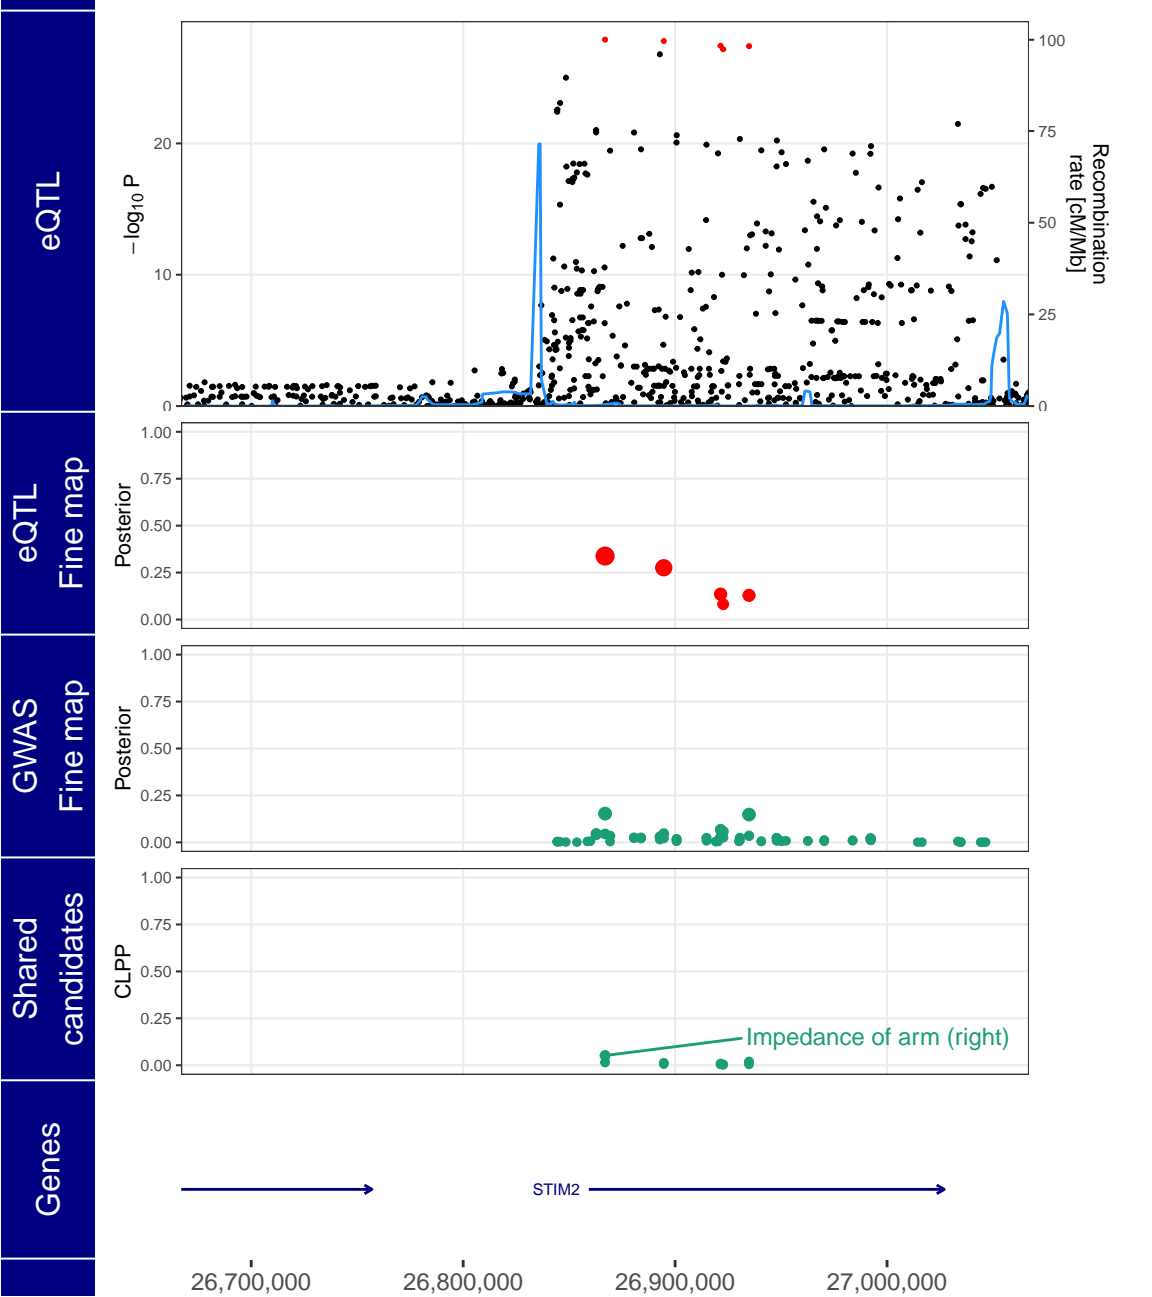 eQTL
− log10 P
20
10
0
100
75
50
25
0
Recombination
rate [cM/Mb]
eQTL
Fine map
Posterior
1.00
0.75
0.50
0.25
0.00
GWAS
Fine map
Posterior
1.00
0.75
0.50
0.25
0.00
Shared
candidates
CLPP
1.00
0.75
0.50
0.25
0.00
Impedance of arm (right)
Genes
STIM2
26,700,000 26,800,000 26,900,000 27,000,000